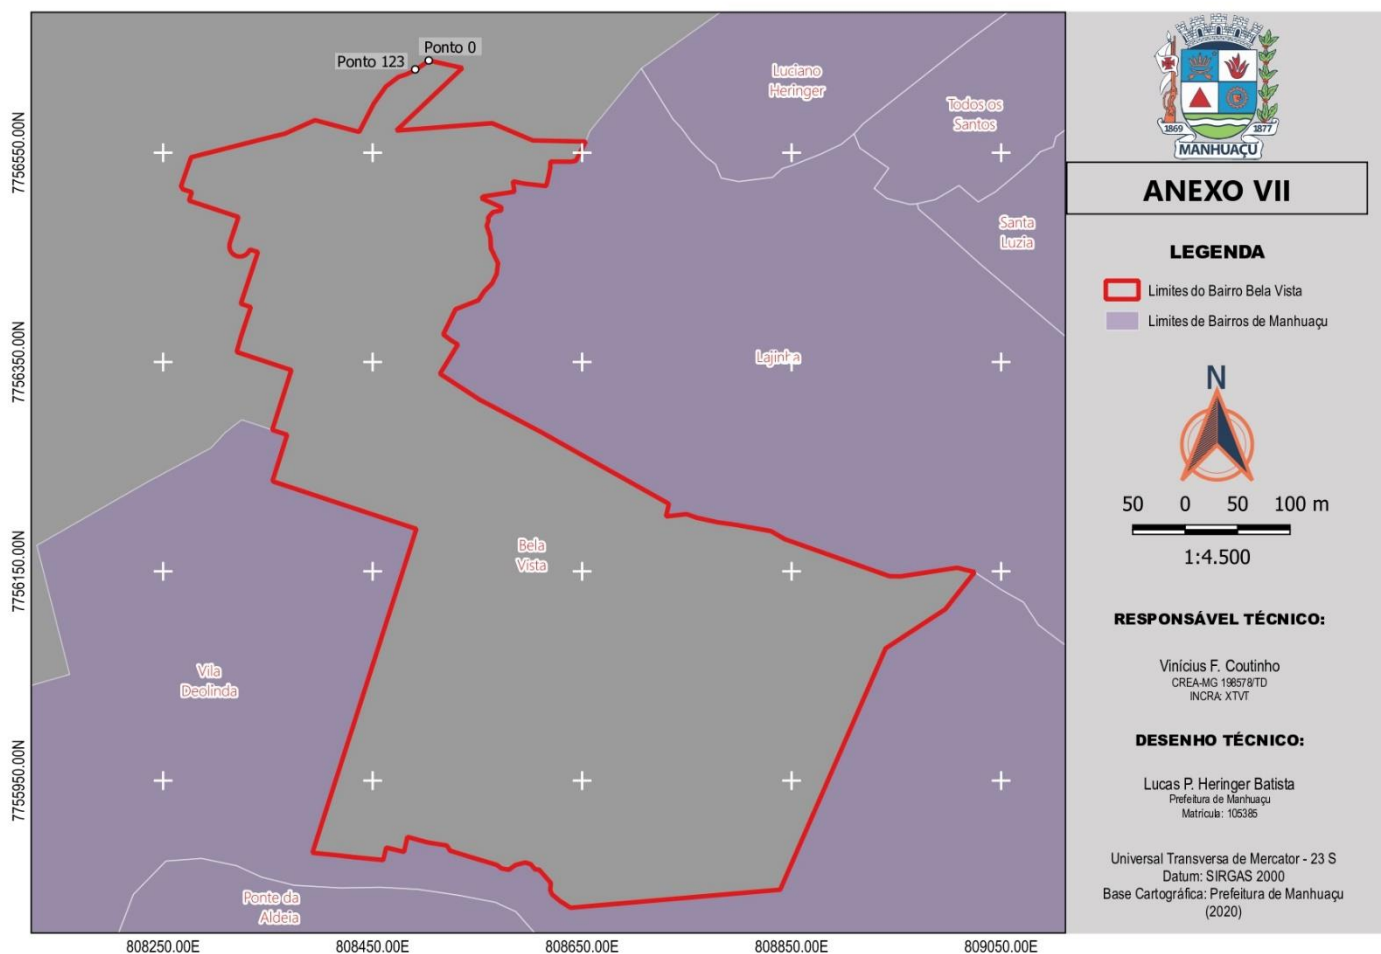 Ponto 0
Ponto 123
Luciano
Heringer
Todos os
Santos
Santa
Luzia
Lajinha
Bela
Vista
Vila
Deolinda
Ponte da
Aldeia
7756550.00N
7756350.00N
7756150.00N
7755950.00N
808250.00E
808450.00E
808650.00E
808850.00E
809050.00E
1869
1877
MANHUAÇU
ANEXO VII
LEGENDA
Limites do Bairro Bela Vista
Limites de Bairros de Manhuaçu
N
50 0 50 100 m
1:4.500
RESPONSÁVEL TÉCNICO:
Vinícius F. Coutinho
CREA-MG 198578/TD
INCRA: XTVT
DESENHO TÉCNICO:
Lucas P. Heringer Batista
Prefeitura de Manhuaçu
Matrícula: 105385
Universal Transversa de Mercator - 23 S
Datum: SIRGAS 2000
Base Cartográfica: Prefeitura de Manhuaçu
(2020)